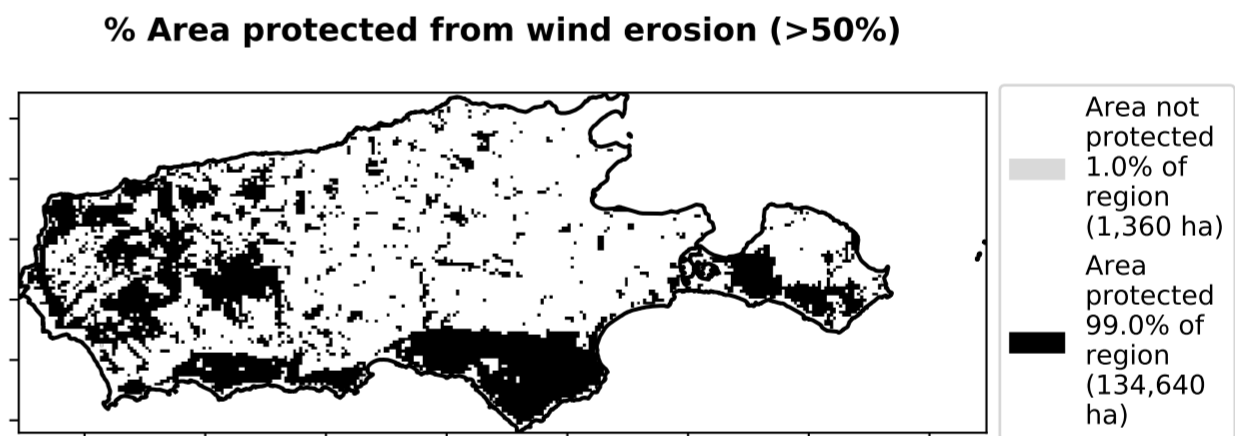 % Area protected from wind erosion (>50%)
Area not
protected
1.0% of
region
(1,360 ha)
Area
protected
99.0% of
region
(134,640
ha)